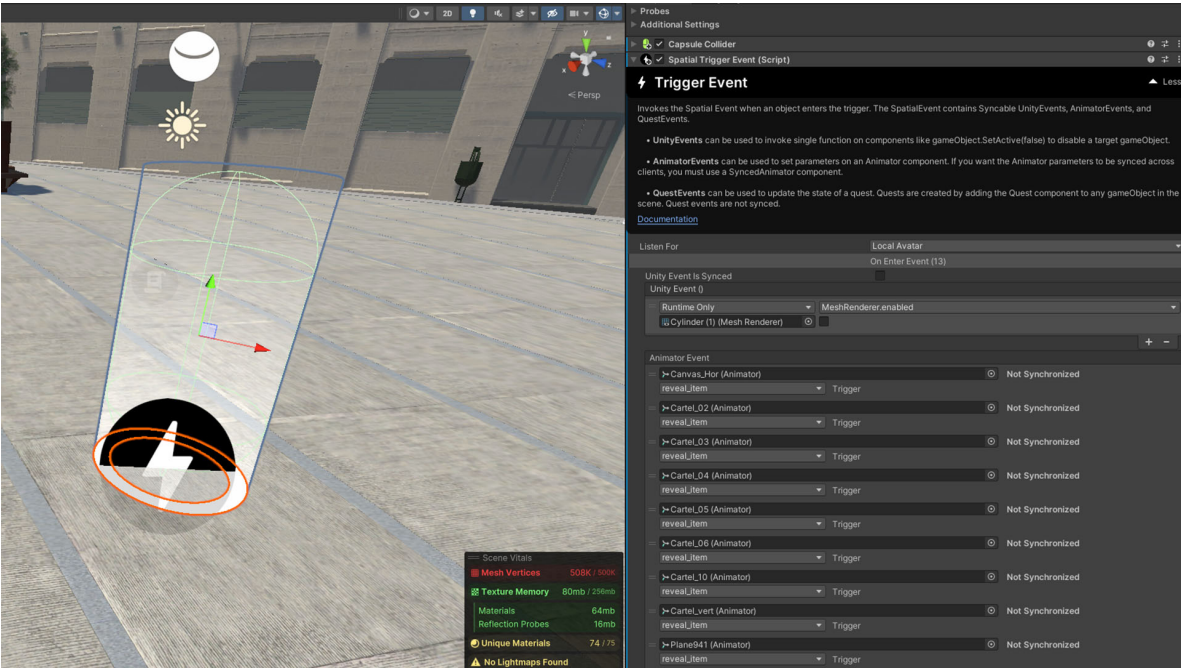 2D
Persp
y
x
z
Scene Vitals
Mesh Vertices 508K / 500K
Texture Memory 80mb / 256mb
Materials 64mb
Reflection Probes 16mb
Unique Materials 74 / 75
No Lightmaps Found
Probes
Additional Settings
Capsule Collider
Spatial Trigger Event (Script)
Trigger Event Less
Invokes the Spatial Event when an object enters the trigger. The SpatialEvent contains Syncable UnityEvents, AnimatorEvents, and
QuestEvents.
• UnityEvents can be used to invoke single function on components like gameObject.SetActive(false) to disable a target gameObject.
• AnimatorEvents can be used to set parameters on an Animator component. If you want the Animator parameters to be synced across
clients, you must use a SyncedAnimator component.
• QuestEvents can be used to update the state of a quest. Quests are created by adding the Quest component to any gameObject in the
scene. Quest events are not synced.
Documentation
Listen For Local Avatar
On Enter Event (13)
Unity Event Is Synced
Unity Event ()
Runtime Only MeshRenderer.enabled
Cylinder (1) (Mesh Renderer)
+ −
Animator Event
Canvas_Hor (Animator) Not Synchronized
reveal_item Trigger
Cartel_02 (Animator) Not Synchronized
reveal_item Trigger
Cartel_03 (Animator) Not Synchronized
reveal_item Trigger
Cartel_04 (Animator) Not Synchronized
reveal_item Trigger
Cartel_05 (Animator) Not Synchronized
reveal_item Trigger
Cartel_06 (Animator) Not Synchronized
reveal_item Trigger
Cartel_10 (Animator) Not Synchronized
reveal_item Trigger
Cartel_vert (Animator) Not Synchronized
reveal_item Trigger
Plane941 (Animator) Not Synchronized
reveal_item Trigger